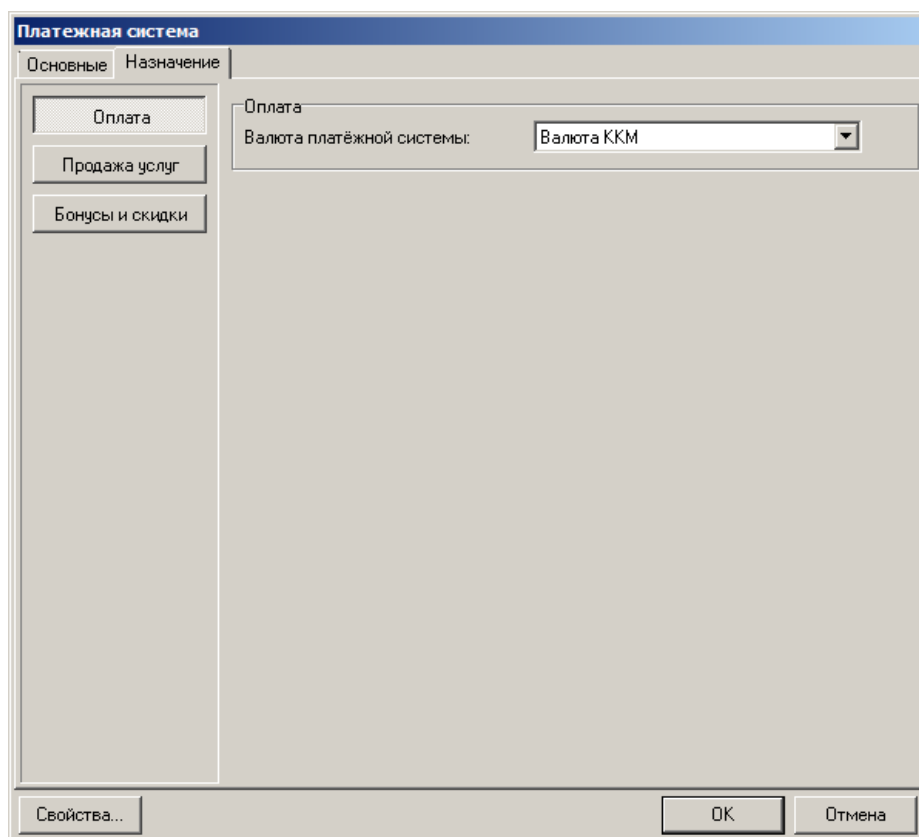 Платежная система
Основные Назначение
Оплата
Продажа услуг
Бонусы и скидки
Оплата
Валюта платёжной системы: Валюта ККМ
Свойства... OK Отмена